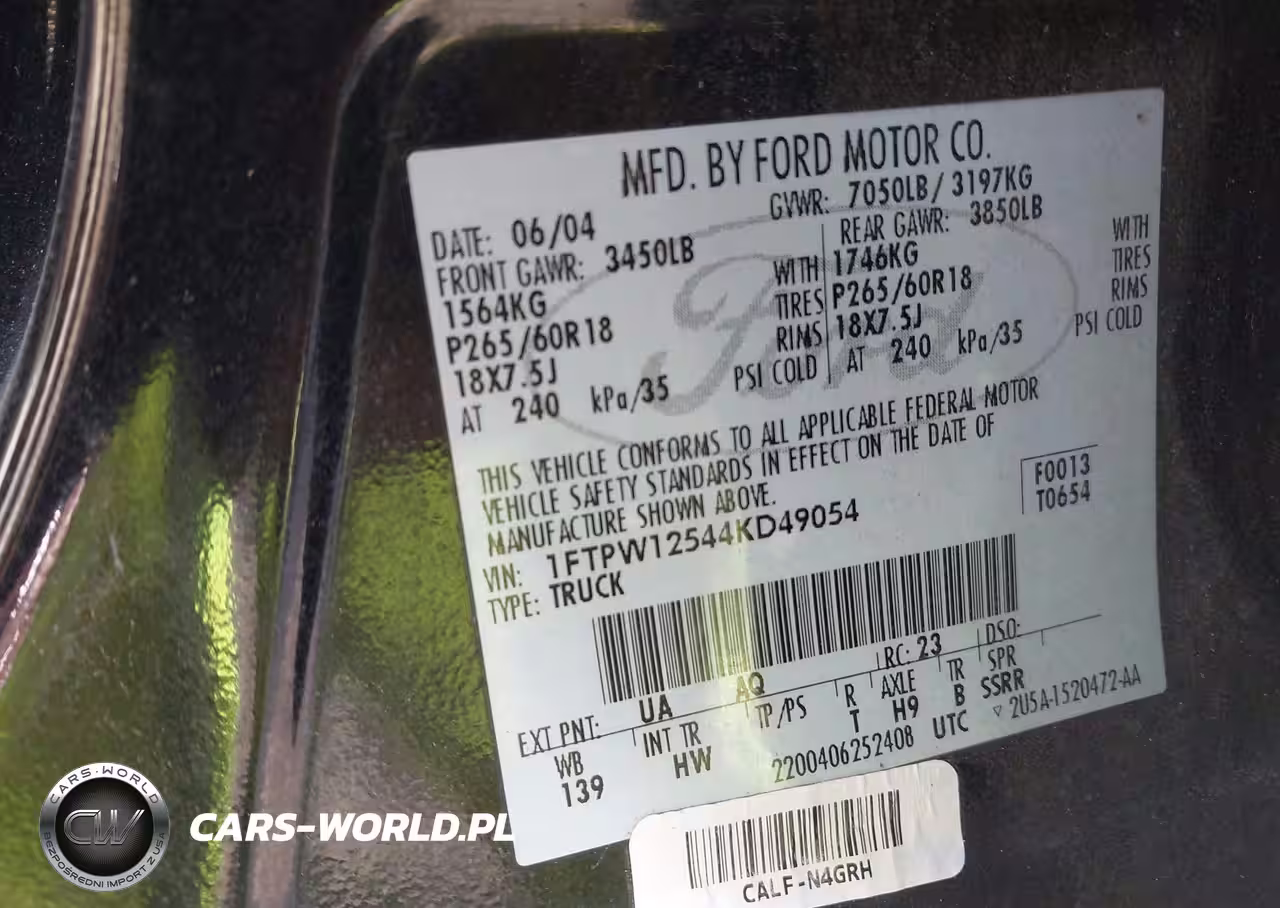 MFD. BY FORD MOTOR CO.
DATE: 06/04 GVWR: 7050LB/ 3197KG
FRONT GAWR: 3450LB REAR GAWR: 3850LB
1564KG WITH 1746KG WITH
P265/60R18 TIRES P265/60R18 TIRES
18X7.5J RIMS 18X7.5J RIMS
AT 240 kPa/35 PSI COLD AT 240 kPa/35 PSI COLD
THIS VEHICLE CONFORMS TO ALL APPLICABLE FEDERAL MOTOR
VEHICLE SAFETY STANDARDS IN EFFECT ON THE DATE OF
MANUFACTURE SHOWN ABOVE.
F0013
T0654
VIN: 1FTPW12544KD49054
TYPE: TRUCK
EXT PNT: UA AQ RC: 23 DSO:
WB INT TR TP/PS R AXLE TR SPR
139 HW T H9 B SSRR
2200406252408 UTC ▽ 2U5A-1520472-AA
Ford
CALF-N4GRH
CARS-WORLD
CW
BEZPOŚREDNI IMPORT Z USA
CARS-WORLD.PL